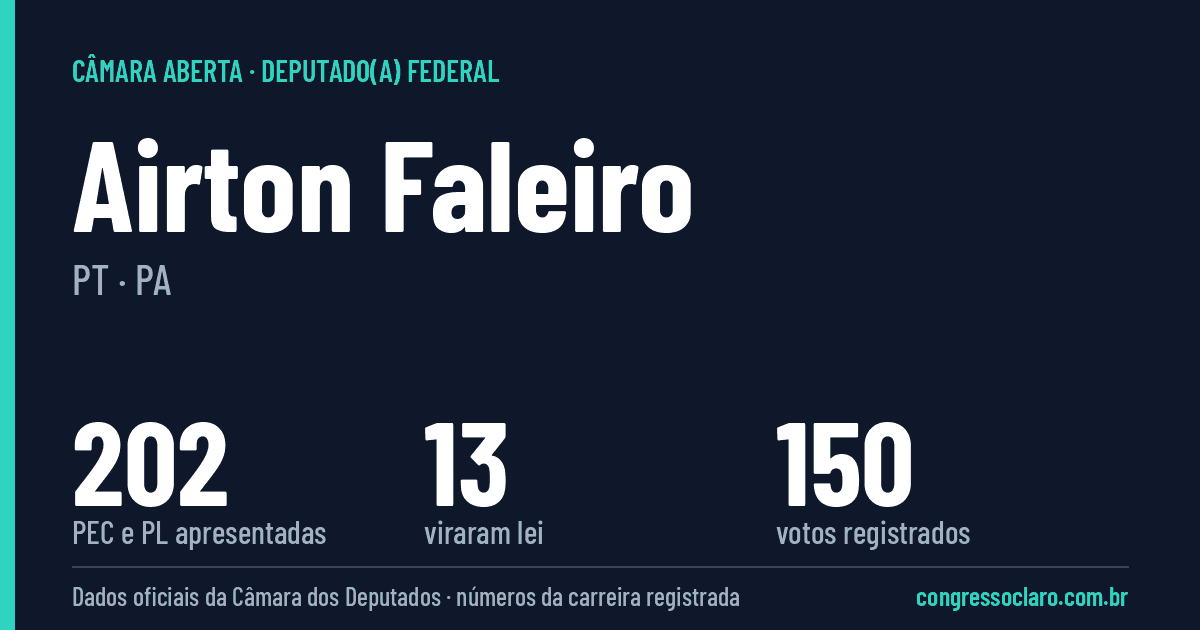 CÂMARA ABERTA · DEPUTADO(A) FEDERAL
Airton Faleiro
PT · PA
202 13 150
PEC e PL apresentadas viraram lei votos registrados
Dados oficiais da Câmara dos Deputados · números da carreira registrada congressoclaro.com.br